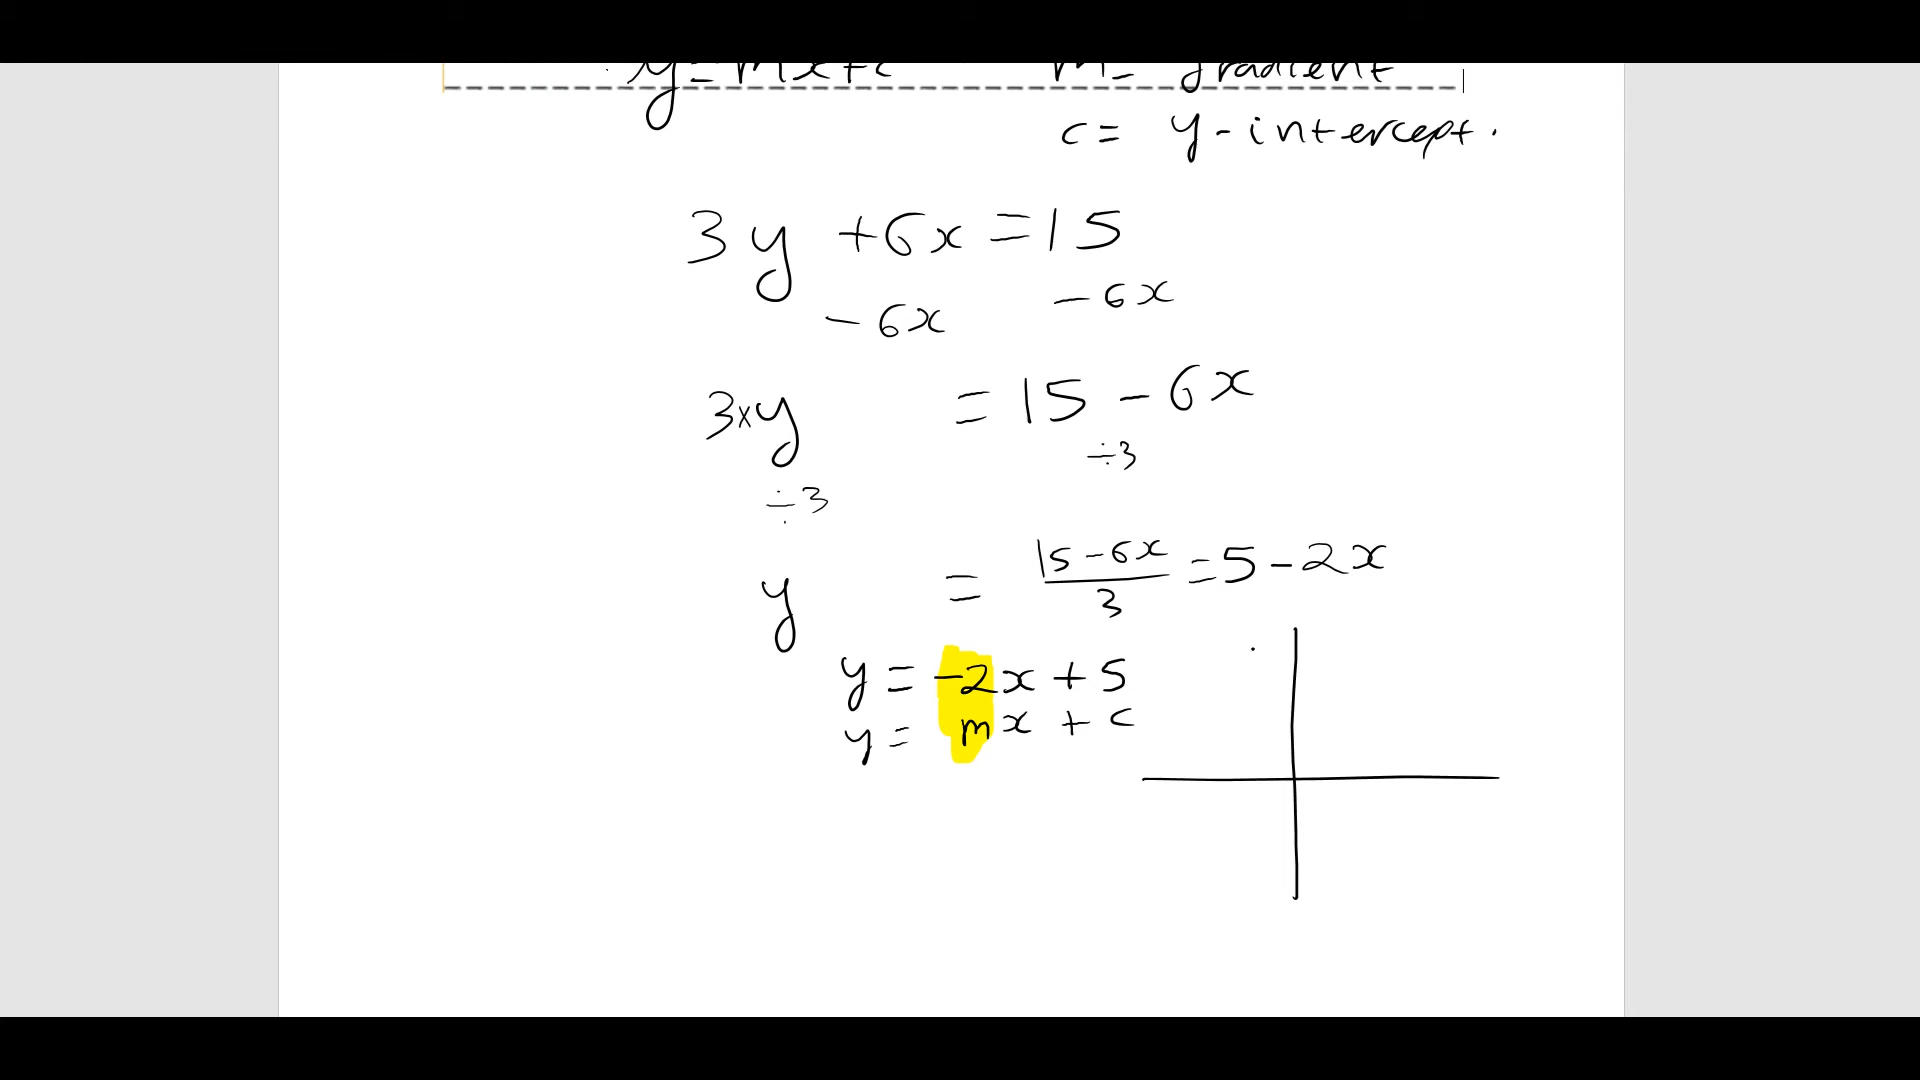 y = mx + c   m = gradient
c = y-intercept.
3y + 6x = 15
- 6x   - 6x
3×y = 15 - 6x
÷3   ÷3
y = 15 - 6x / 3 = 5 - 2x
y = -2x + 5
y = mx + c